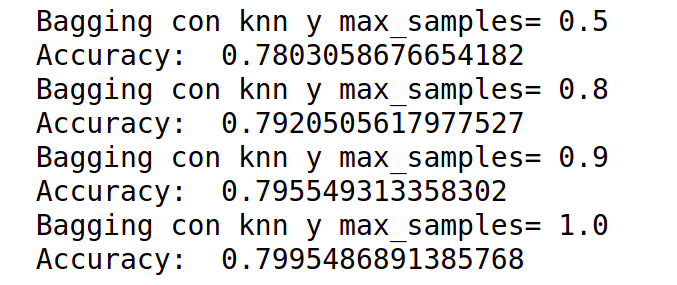 Bagging con knn y max_samples= 0.5
Accuracy:  0.7803058676654182
Bagging con knn y max_samples= 0.8
Accuracy:  0.7920505617977527
Bagging con knn y max_samples= 0.9
Accuracy:  0.795549313358302
Bagging con knn y max_samples= 1.0
Accuracy:  0.7995486891385768